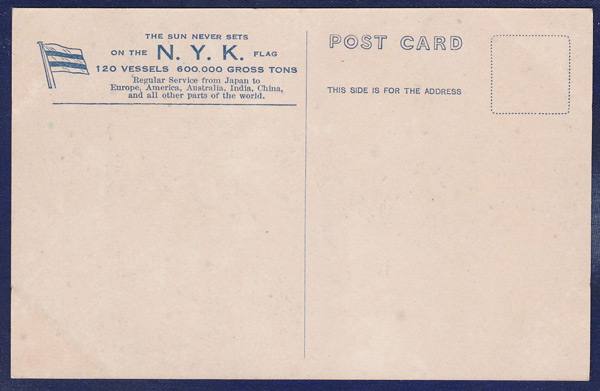 THE SUN NEVER SETS
ON THE N. Y. K. FLAG
120 VESSELS 600.000 GROSS TONS
Regular Service from Japan to
Europe, America, Australia, India, China,
and all other parts of the world.
POST CARD
THIS SIDE IS FOR THE ADDRESS